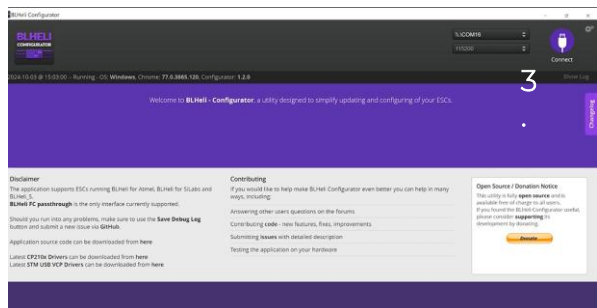 BLHeli Configurator
BLHELI
CONFIGURATOR
\\.\COM16
115200
Connect
2024-10-03 @ 15:03:00 - Running - OS: Windows, Chrome: 77.0.3865.120, Configurator: 1.2.0
Show Log
3
.
Changelog
Welcome to BLHeli - Configurator, a utility designed to simplify updating and configuring of your ESCs.
Disclaimer
The application supports ESCs running BLHeli for Atmel, BLHeli for SiLabs and
BLHeli_S.
BLHeli FC passthrough is the only interface currently supported.
Should you run into any problems, make sure to use the Save Debug Log
button and submit a new issue via GitHub.
Application source code can be downloaded from here
Latest CP210x Drivers can be downloaded from here
Latest STM USB VCP Drivers can be downloaded from here
Contributing
If you would like to help make BLHeli Configurator even better you can help in many
ways, including:
Answering other users questions on the forums
Contributing code - new features, fixes, improvements
Submitting issues with detailed description
Testing the application on your hardware
Open Source / Donation Notice
This utility is fully open source and is
available free of charge to all users.
If you found the BLHeli Configurator useful,
please consider supporting its
development by donating.
Donate